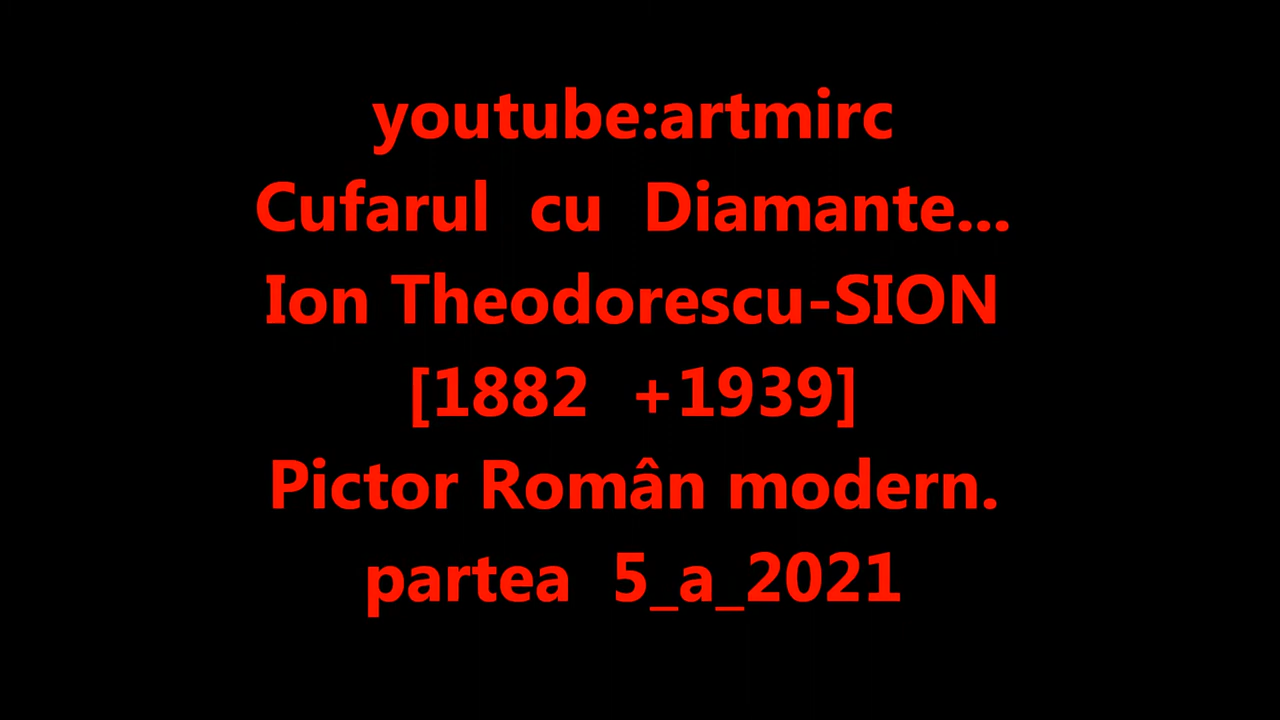 youtube:artmirc
Cufarul cu Diamante...
Ion Theodorescu-SION
[1882 +1939]
Pictor Român modern.
partea 5_a_2021